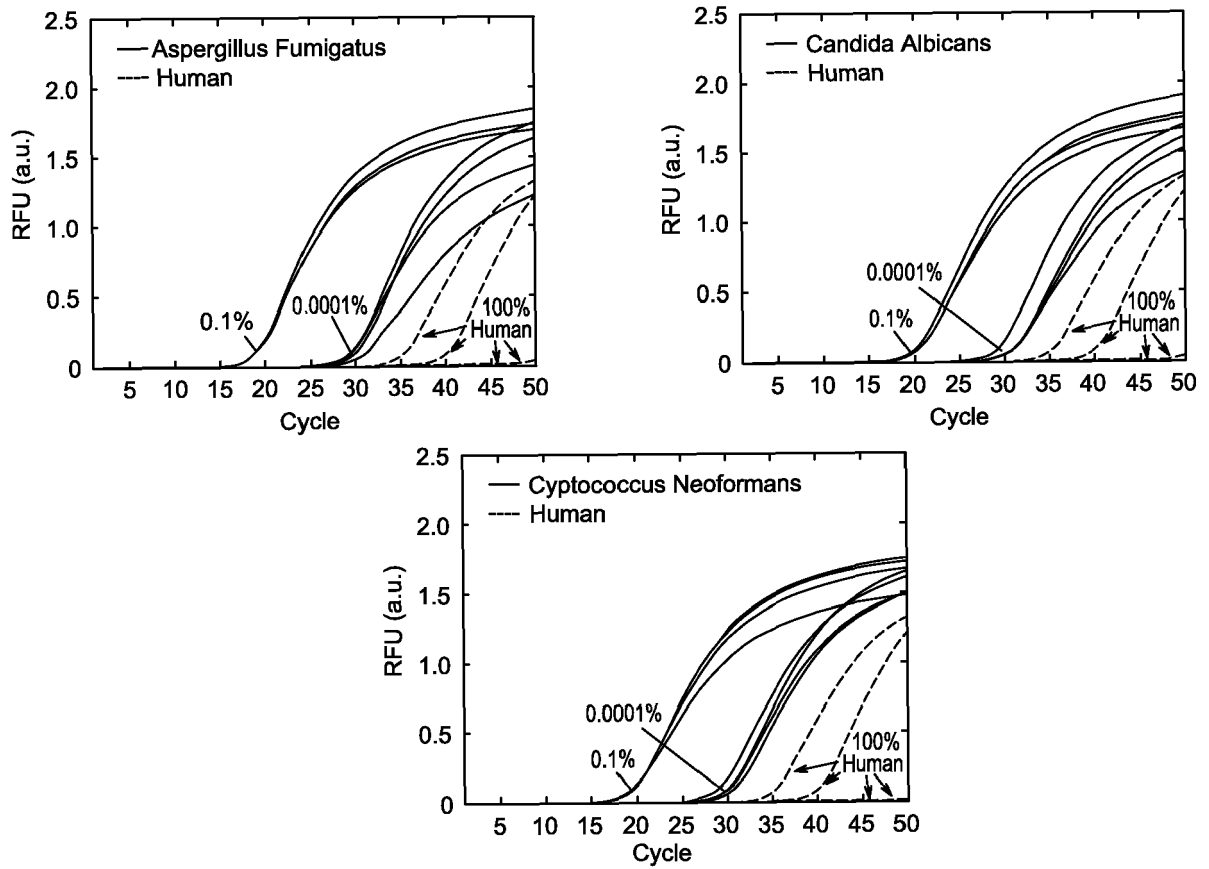 2.5
2.0
1.5
1.0
0.5
0
RFU (a.u.)
Aspergillus Fumigatus
Human
0.1%
0.0001%
100%
Human
5 10 15 20 25 30 35 40 45 50
Cycle
2.5
2.0
1.5
1.0
0.5
0
RFU (a.u.)
Candida Albicans
Human
0.0001%
0.1%
100%
Human
5 10 15 20 25 30 35 40 45 50
Cycle
2.5
2.0
1.5
1.0
0.5
0
RFU (a.u.)
Cyptococcus Neoformans
Human
0.0001%
0.1%
100%
Human
5 10 15 20 25 30 35 40 45 50
Cycle